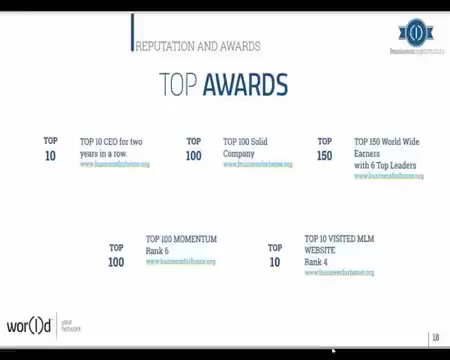 REPUTATION AND AWARDS
businessopportunity
TOP AWARDS
TOP
10
TOP 10 CEO for two
years in a row.
www.businessforhome.org
TOP
100
TOP 100 Solid
Company
www.businessforhome.org
TOP
150
TOP 150 World Wide
Earners
with 6 Top Leaders
www.businessforhome.org
TOP
100
TOP 100 MOMENTUM
Rank 6
www.businessforhome.org
TOP
10
TOP 10 VISITED MLM
WEBSITE
Rank 4
www.businessforhome.org
wor(l)d
your
network
18